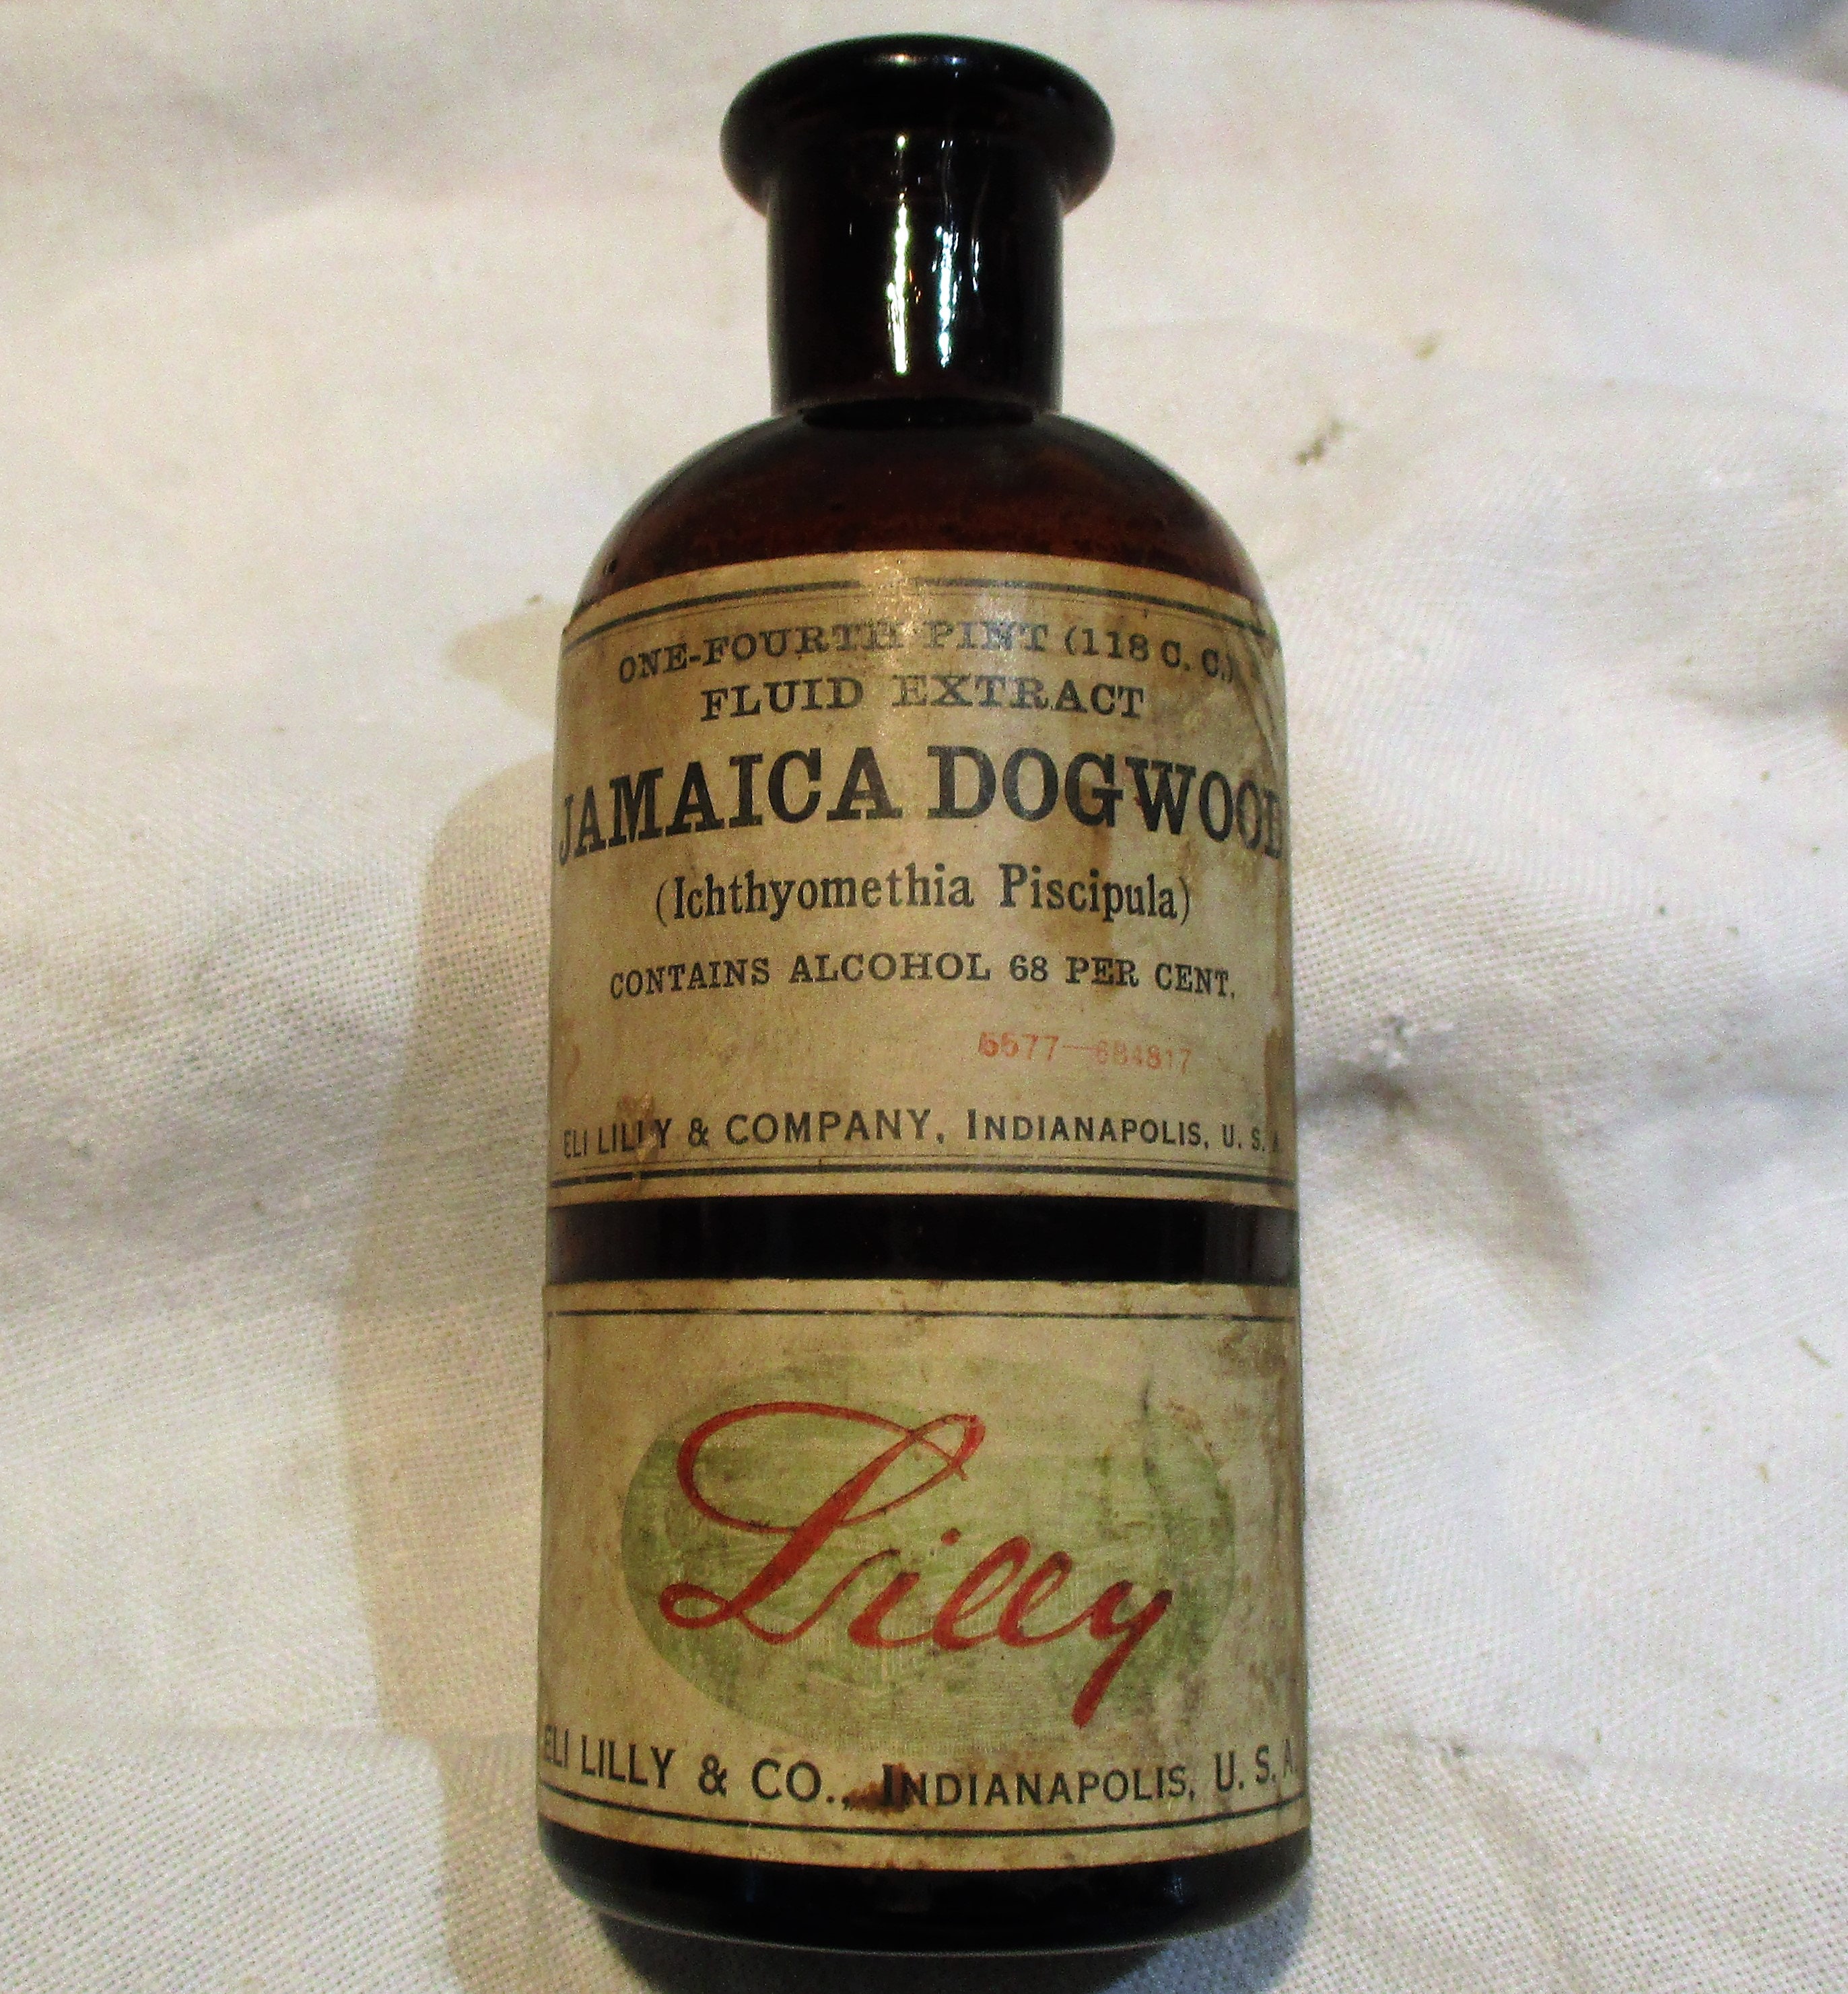 ONE-FOURTH PINT (118 C. C.)
FLUID EXTRACT
JAMAICA DOGWOOD
(Ichthyomethia Piscipula)
CONTAINS ALCOHOL 68 PER CENT.
ELI LILLY & COMPANY, INDIANAPOLIS, U. S. A
Lilly
ELI LILLY & CO., INDIANAPOLIS, U. S. A.